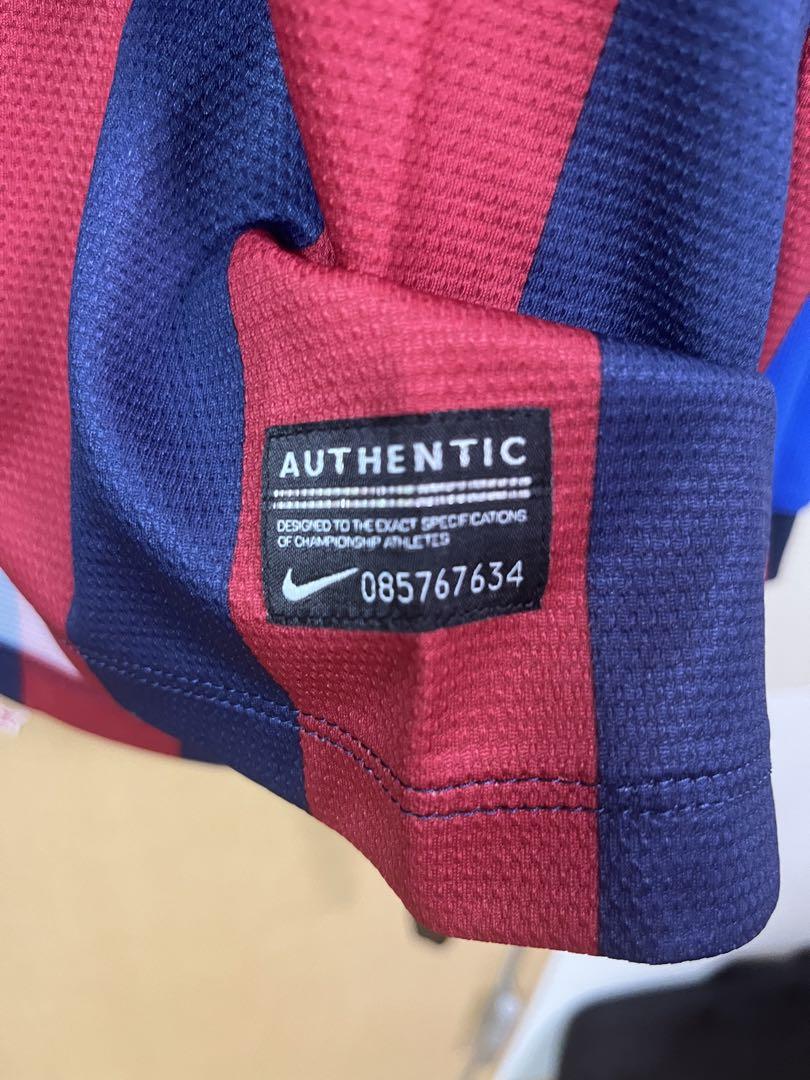 AUTHENTIC
DESIGNED TO THE EXACT SPECIFICATIONS
OF CHAMPIONSHIP ATHLETES
085767634